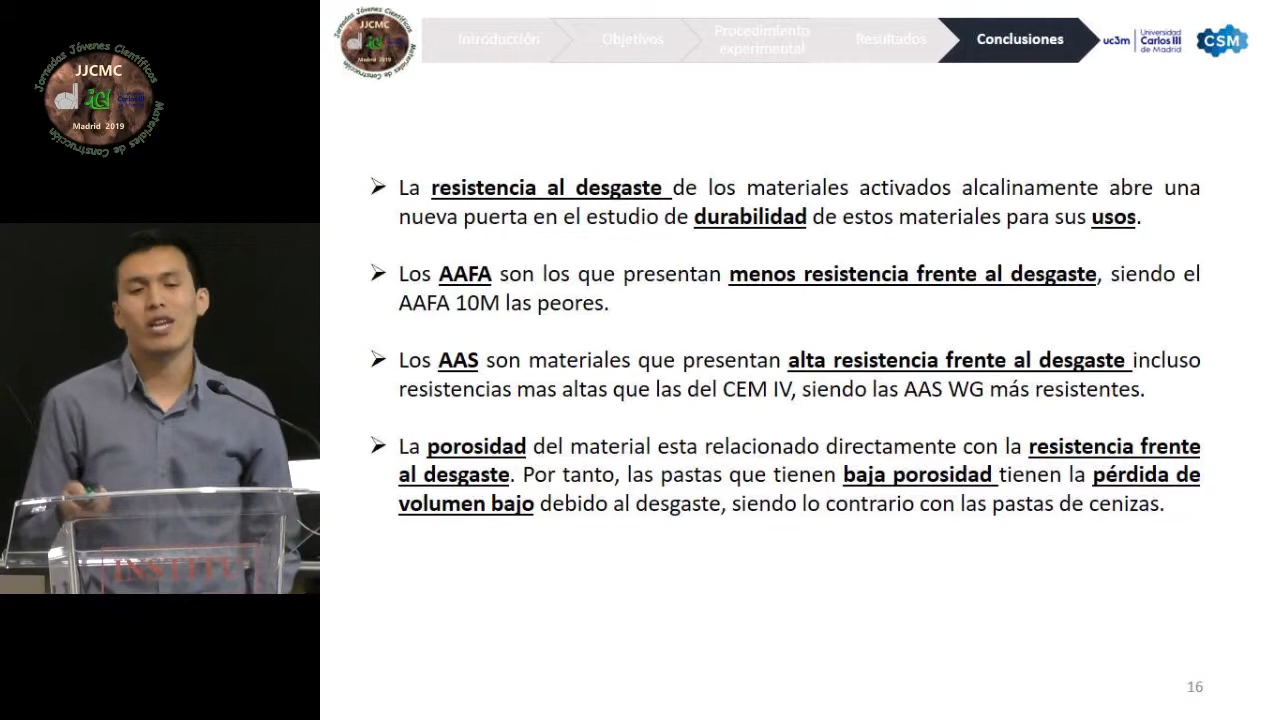 Jornadas Jóvenes Científicos
JJCMC
Madrid 2019
Materiales de Construcción
JJCMC
Madrid 2019
Introducción
Objetivos
Procedimiento
experimental
Resultados
Conclusiones
uc3m
Universidad
Carlos III
de Madrid
CSM
➢ La resistencia al desgaste de los materiales activados alcalinamente abre una
nueva puerta en el estudio de durabilidad de estos materiales para sus usos.
➢ Los AAFA son los que presentan menos resistencia frente al desgaste, siendo el
AAFA 10M las peores.
➢ Los AAS son materiales que presentan alta resistencia frente al desgaste incluso
resistencias mas altas que las del CEM IV, siendo las AAS WG más resistentes.
➢ La porosidad del material esta relacionado directamente con la resistencia frente
al desgaste. Por tanto, las pastas que tienen baja porosidad tienen la pérdida de
volumen bajo debido al desgaste, siendo lo contrario con las pastas de cenizas.
INSTITU
16